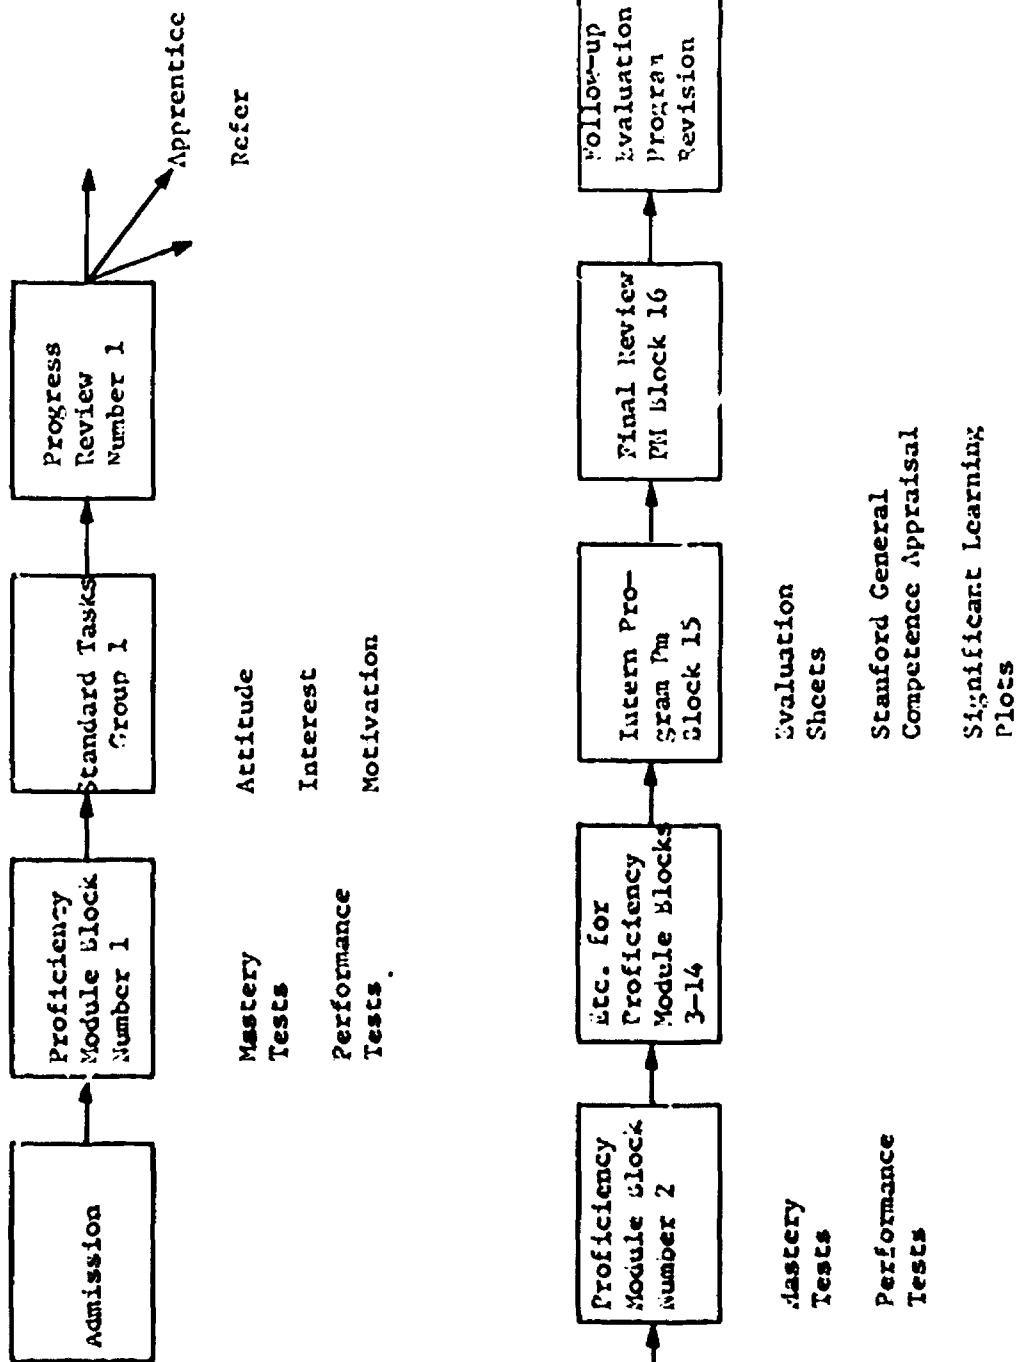 Admission
Proficiency
Module Block
Number 1
Mastery
Tests
Performance
Tests.
Standard Tasks
Group 1
Attitude
Interest
Motivation
Progress
Review
Number 1
Apprentice
Refer
Proficiency
Module Block
Number 2
Mastery
Tests
Performance
Tests
Etc. for
Proficiency
Module Blocks
3-14
Intern Pro-
gram Pm
Block 15
Evaluation
Sheets
Stanford General
Competence Appraisal
Significant Learning
Plots
Final Review
PM Block 16
Follow-up
Evaluation
Program
Revision